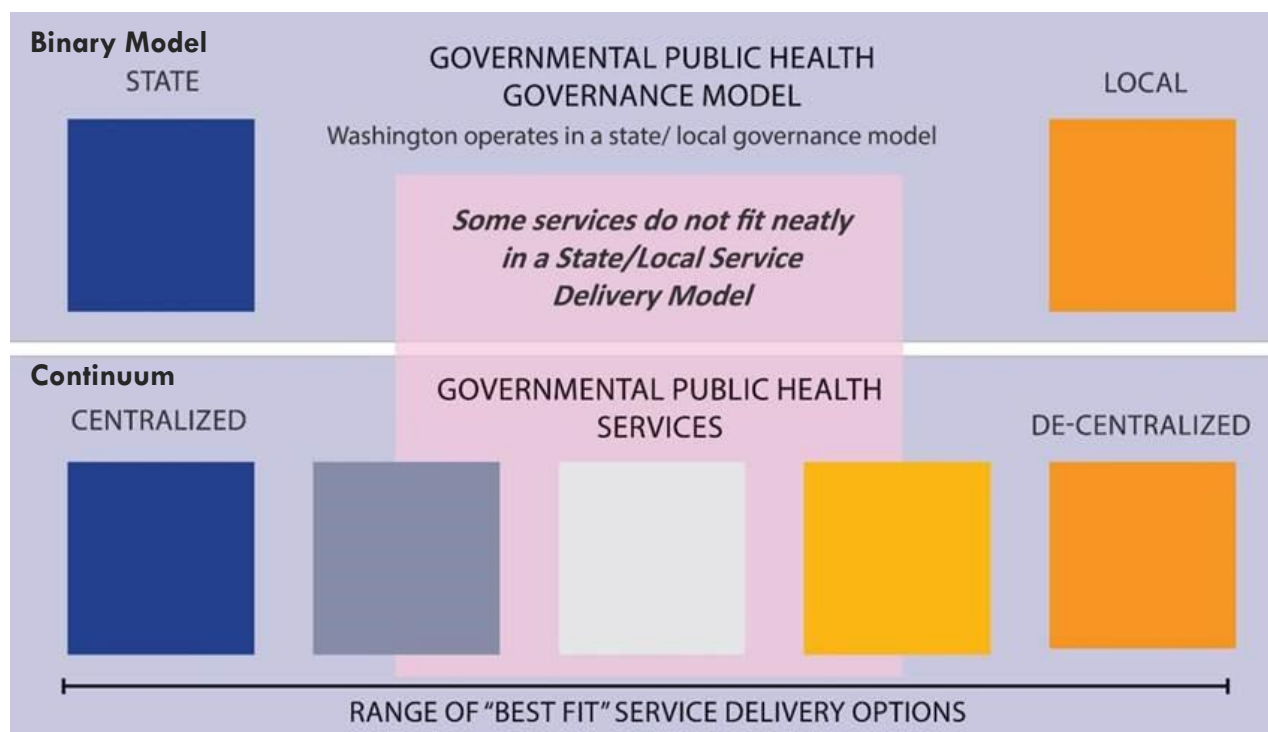 Binary Model
STATE
GOVERNMENTAL PUBLIC HEALTH
GOVERNANCE MODEL
LOCAL
Washington operates in a state/ local governance model
Some services do not fit neatly
in a State/Local Service
Delivery Model
Continuum
CENTRALIZED
GOVERNMENTAL PUBLIC HEALTH
SERVICES
DE-CENTRALIZED
RANGE OF “BEST FIT” SERVICE DELIVERY OPTIONS